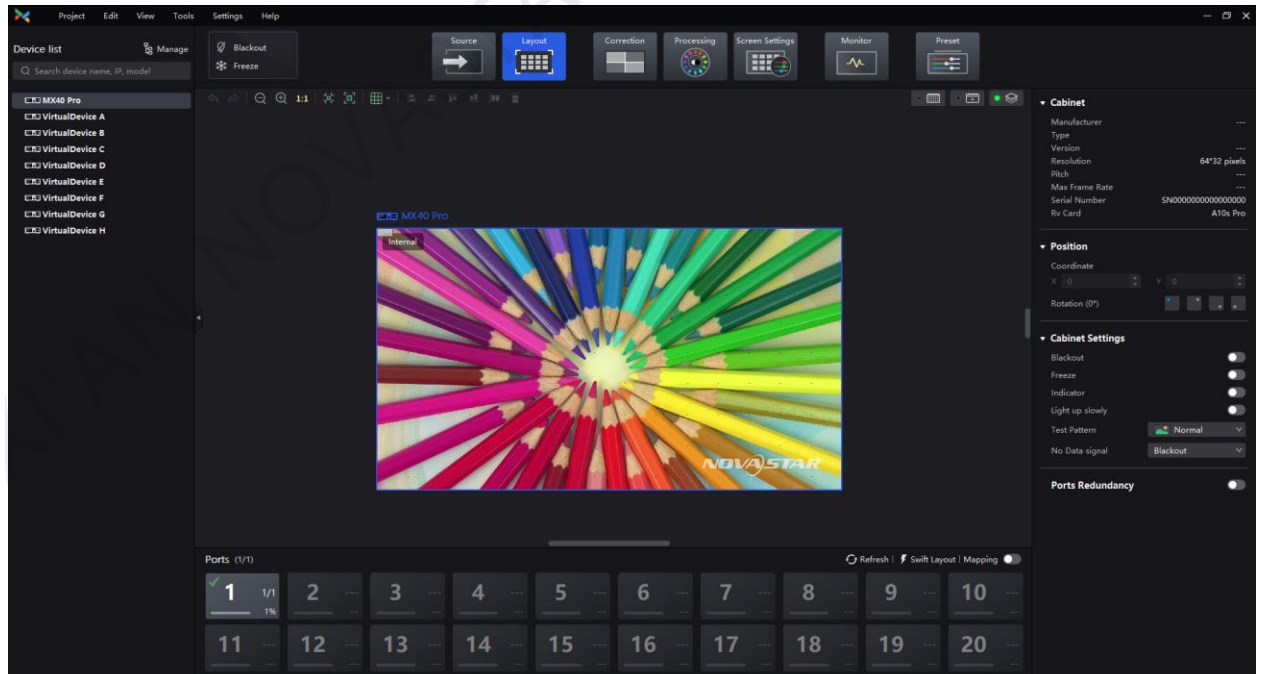 Project Edit View Tools Settings Help
Device list Manage
Search device name, IP, model
MX40 Pro
VirtualDevice A
VirtualDevice B
VirtualDevice C
VirtualDevice D
VirtualDevice E
VirtualDevice F
VirtualDevice G
VirtualDevice H
Blackout
Freeze
Source Layout Correction Processing Screen Settings Monitor Preset
1:1
MX40 Pro
Internal
NOVASTAR
Ports (1/1) Refresh Swift Layout Mapping
1 1/1 1%
2 --- ---
3 --- ---
4 --- ---
5 --- ---
6 --- ---
7 --- ---
8 --- ---
9 --- ---
10 --- ---
11 --- ---
12 --- ---
13 --- ---
14 --- ---
15 --- ---
16 --- ---
17 --- ---
18 --- ---
19 --- ---
20 --- ---
Cabinet
Manufacturer ---
Type
Version ---
Resolution 64*32 pixels
Pitch ---
Max Frame Rate ---
Serial Number SN0000000000000000
Rv Card A10s Pro
Position
Coordinate
X 0 Y 0
Rotation (0°)
Cabinet Settings
Blackout
Freeze
Indicator
Light up slowly
Test Pattern Normal
No Data signal Blackout
Ports Redundancy